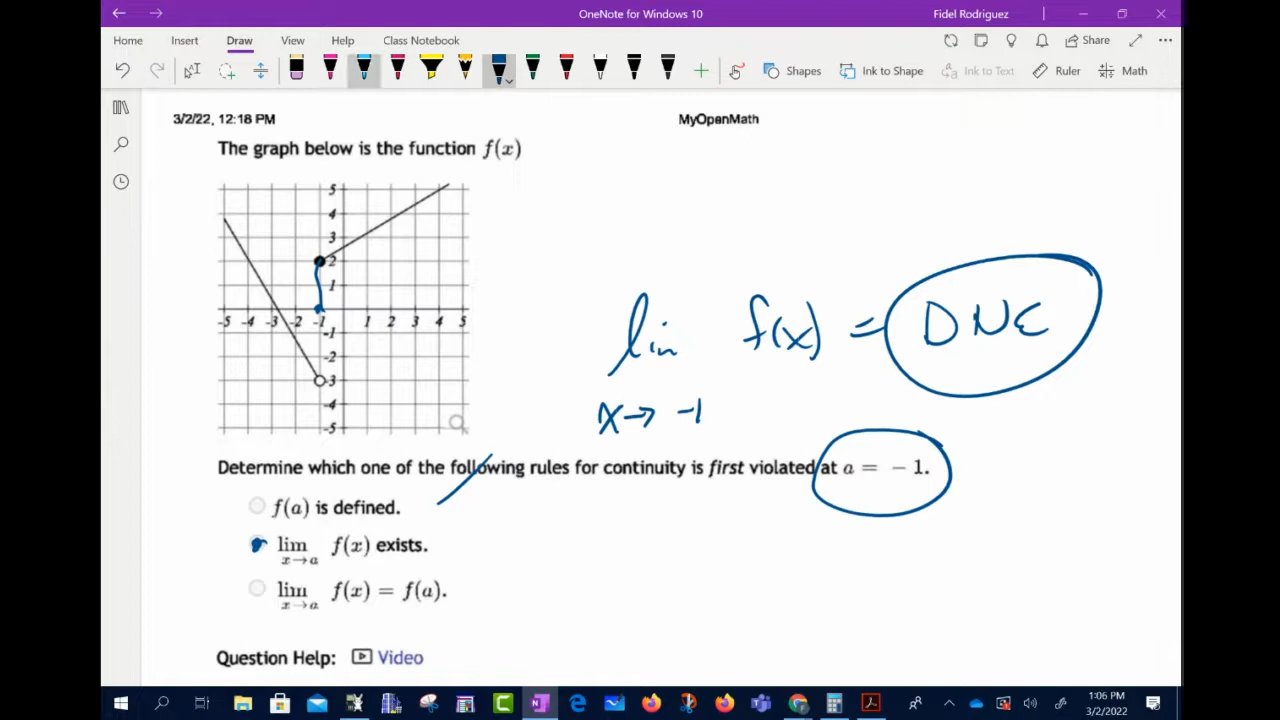 OneNote for Windows 10
Fidel Rodriguez
Home Insert Draw View Help Class Notebook
Share
Shapes Ink to Shape Ink to Text Ruler Math
3/2/22, 12:18 PM MyOpenMath
The graph below is the function f(x)
5
4
3
2
1
-5 -4 -3 -2 -1 1 2 3 4 5
-1
-2
-3
-4
-5
lim f(x) = DNE
x → -1
Determine which one of the following rules for continuity is first violated at a = − 1.
f(a) is defined.
lim f(x) exists.
x→a
lim f(x) = f(a).
x→a
Question Help: Video
1:06 PM
3/2/2022